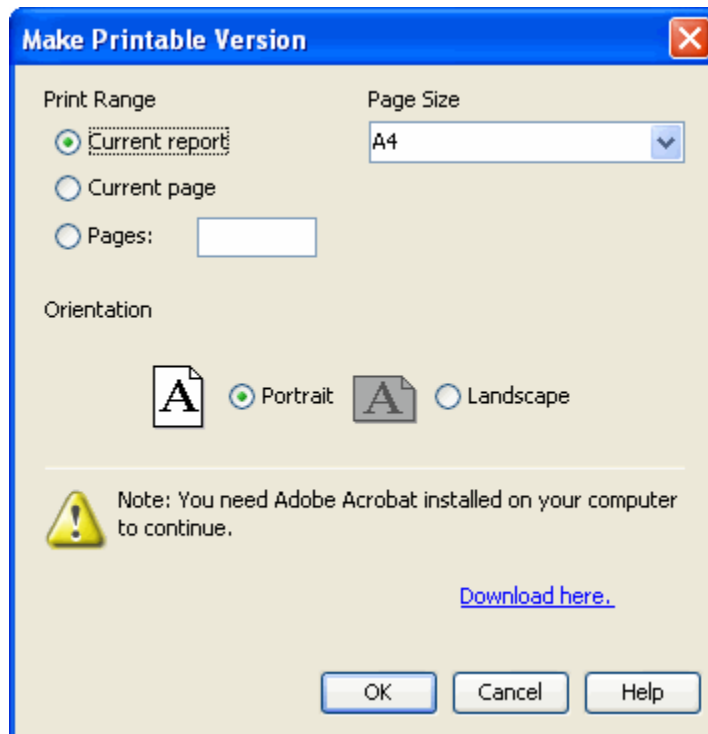 Make Printable Version
Print Range
Page Size
Current report
A4
Current page
Pages:
Orientation
A Portrait A Landscape
Note: You need Adobe Acrobat installed on your computer
to continue.
Download here.
OK Cancel Help